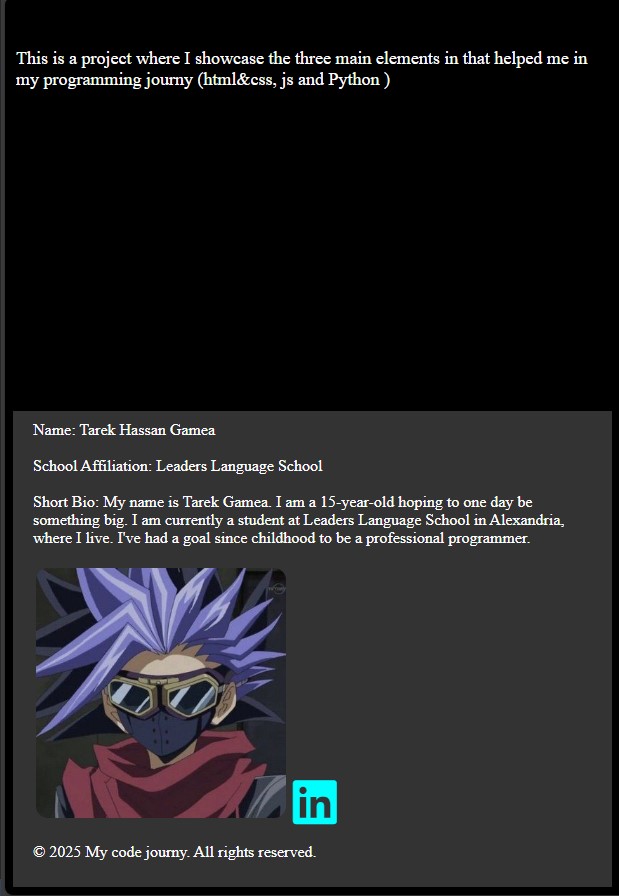 This is a project where I showcase the three main elements in that helped me in
my programming journy (html&css, js and Python )
Name: Tarek Hassan Gamea
School Affiliation: Leaders Language School
Short Bio: My name is Tarek Gamea. I am a 15-year-old hoping to one day be
something big. I am currently a student at Leaders Language School in Alexandria,
where I live. I've had a goal since childhood to be a professional programmer.
in
© 2025 My code journy. All rights reserved.